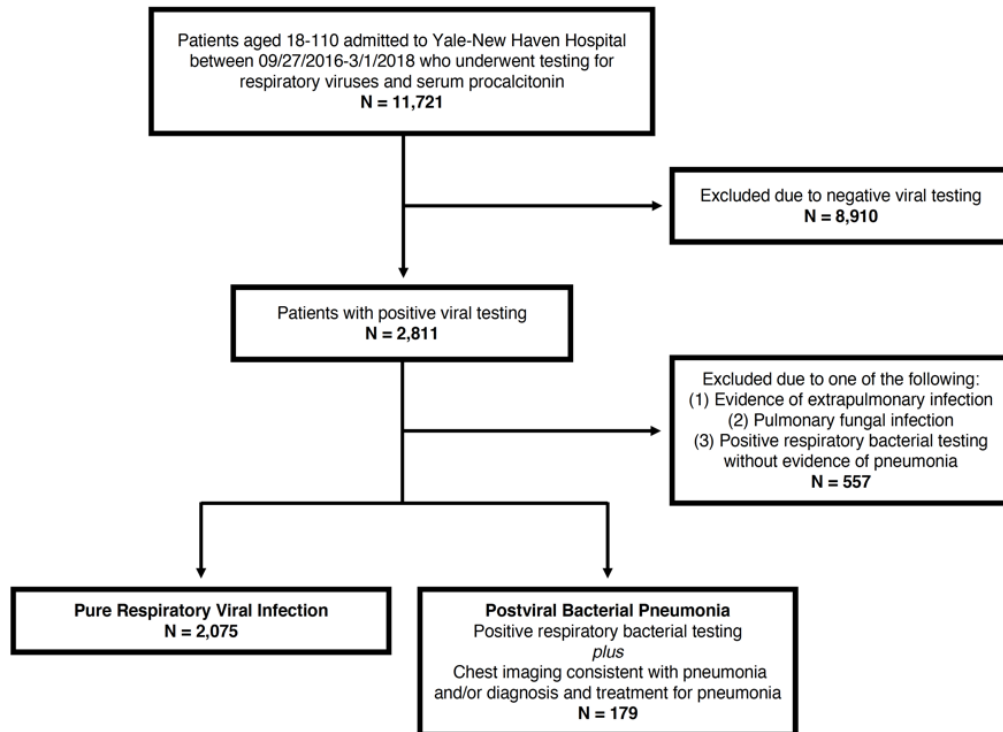 Patients aged 18-110 admitted to Yale-New Haven Hospital
between 09/27/2016-3/1/2018 who underwent testing for
respiratory viruses and serum procalcitonin
N = 11,721
Excluded due to negative viral testing
N = 8,910
Patients with positive viral testing
N = 2,811
Excluded due to one of the following:
(1) Evidence of extrapulmonary infection
(2) Pulmonary fungal infection
(3) Positive respiratory bacterial testing
without evidence of pneumonia
N = 557
Pure Respiratory Viral Infection
N = 2,075
Postviral Bacterial Pneumonia
Positive respiratory bacterial testing
plus
Chest imaging consistent with pneumonia
and/or diagnosis and treatment for pneumonia
N = 179